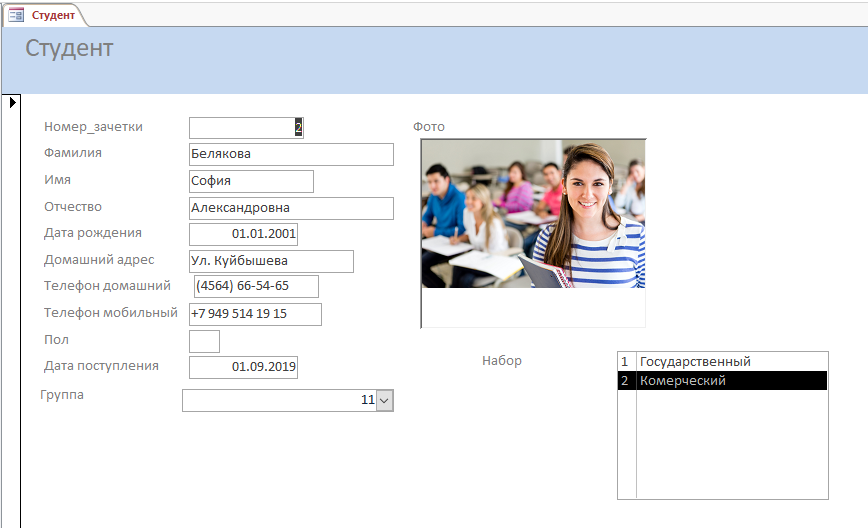 Студент
Студент
Номер_зачетки 2
Фамилия Белякова
Имя София
Отчество Александровна
Дата рождения 01.01.2001
Домашний адрес Ул. Куйбышева
Телефон домашний (4564) 66-54-65
Телефон мобильный +7 949 514 19 15
Пол
Дата поступления 01.09.2019
Группа 11
Фото
Набор
1 Государственный
2 Комерческий